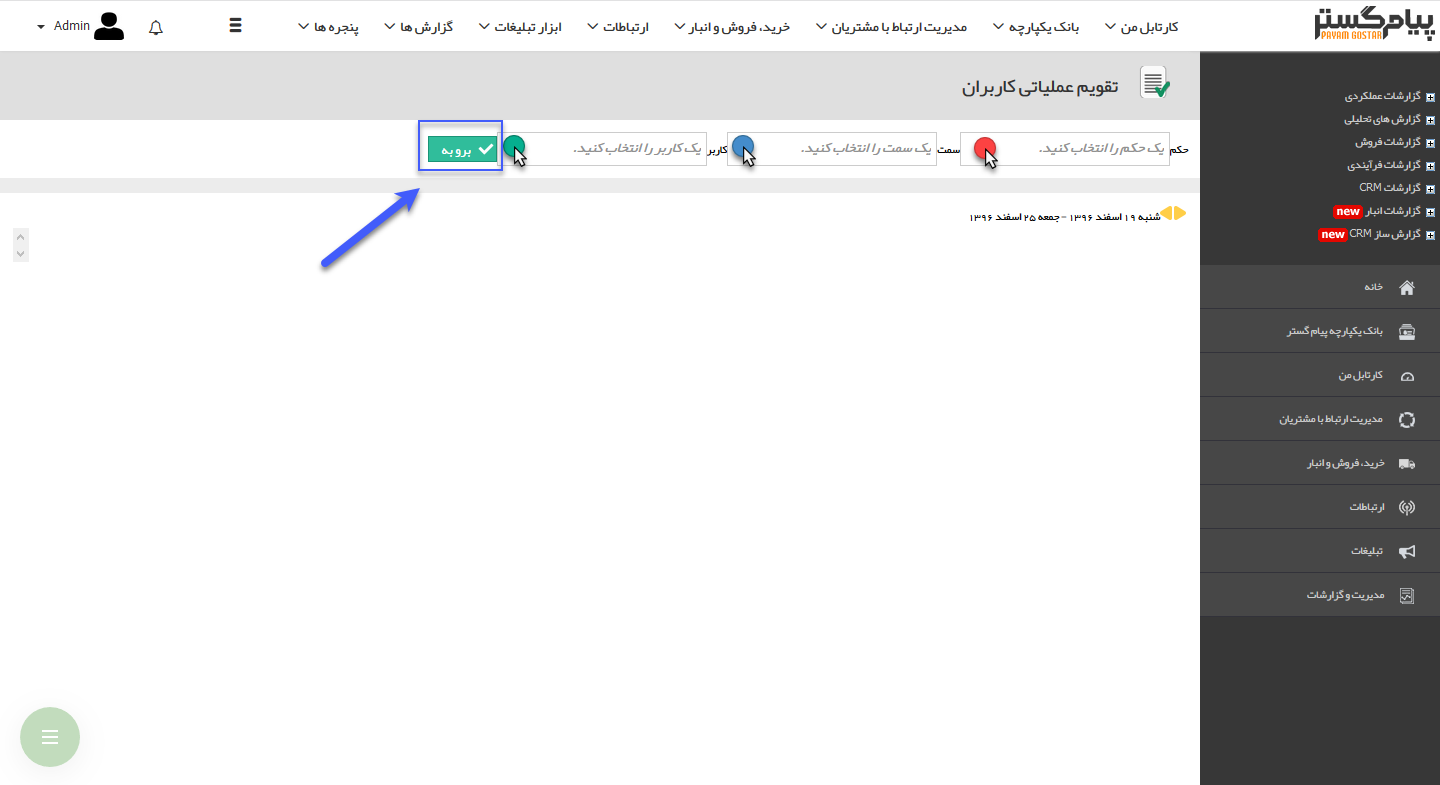 پیام‌گستر
PAYAM GOSTAR
کارتابل من
بانک یکپارچه
مدیریت ارتباط با مشتریان
خرید، فروش و انبار
ارتباطات
ابزار تبلیغات
گزارش ها
پنجره ها
Admin
تقویم عملیاتی کاربران
حکم یک حکم را انتخاب کنید. سمت یک سمت را انتخاب کنید. کاربر یک کاربر را انتخاب کنید. برو به
شنبه ۱۹ اسفند ۱۳۹۶ - جمعه ۲۵ اسفند ۱۳۹۶
گزارشات عملکردی
گزارش های تحلیلی
گزارشات فروش
گزارشات فرآیندی
گزارشات CRM
گزارشات انبار new
گزارش ساز CRM new
خانه
بانک یکپارچه پیام گستر
کارتابل من
مدیریت ارتباط با مشتریان
خرید، فروش و انبار
ارتباطات
تبلیغات
مدیریت و گزارشات